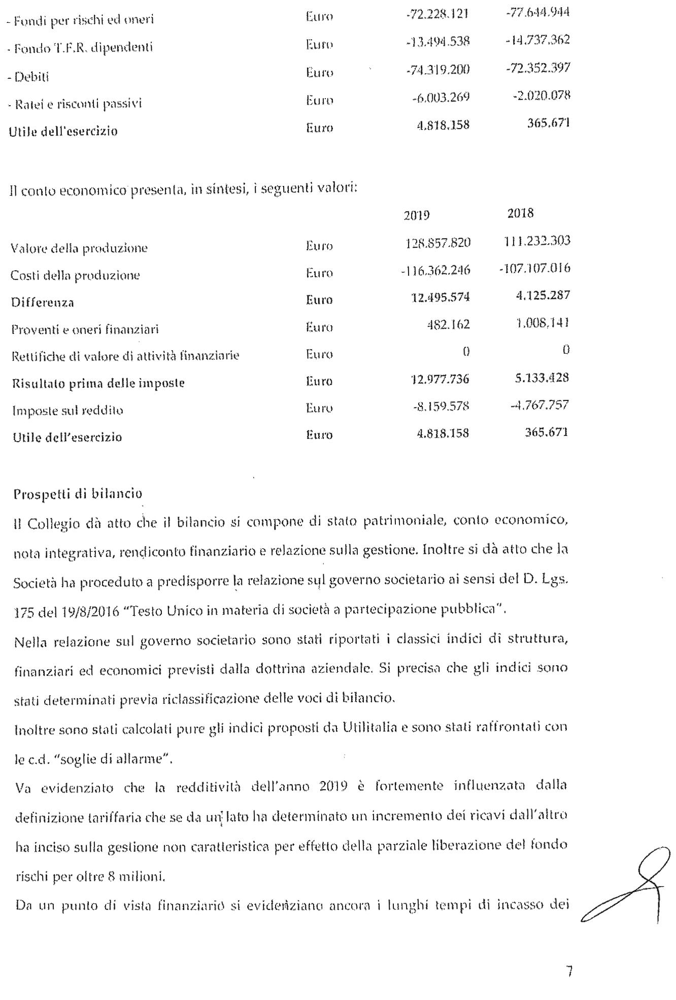 - Fondi per rischi ed oneri Euro -72.228.121 -77.644.944
- Fondo T.F.R. dipendenti Euro -13.494.538 -14.737.362
- Debiti Euro -74.319.200 -72.352.397
- Ratei e risconti passivi Euro -6.003.269 -2.020.078
Utile dell'esercizio Euro 4.818.158 365.671
Il conto economico presenta, in sintesi, i seguenti valori:
2019 2018
Valore della produzione Euro 128.857.820 111.232.303
Costi della produzione Euro -116.362.246 -107.107.016
Differenza Euro 12.495.574 4.125.287
Proventi e oneri finanziari Euro 482.162 1.008.141
Rettifiche di valore di attività finanziarie Euro 0 0
Risultato prima delle imposte Euro 12.977.736 5.133.428
Imposte sul reddito Euro -8.159.578 -4.767.757
Utile dell'esercizio Euro 4.818.158 365.671
Prospetti di bilancio
Il Collegio dà atto che il bilancio si compone di stato patrimoniale, conto economico,
nota integrativa, rendiconto finanziario e relazione sulla gestione. Inoltre si dà atto che la
Società ha proceduto a predisporre la relazione sul governo societario ai sensi del D. Lgs.
175 del 19/8/2016 “Testo Unico in materia di società a partecipazione pubblica”.
Nella relazione sul governo societario sono stati riportati i classici indici di struttura,
finanziari ed economici previsti dalla dottrina aziendale. Si precisa che gli indici sono
stati determinati previa riclassificazione delle voci di bilancio.
Inoltre sono stati calcolati pure gli indici proposti da Utilitalia e sono stati raffrontati con
le c.d. “soglie di allarme”.
Va evidenziato che la redditività dell'anno 2019 è fortemente influenzata dalla
definizione tariffaria che se da un lato ha determinato un incremento dei ricavi dall'altro
ha inciso sulla gestione non caratteristica per effetto della parziale liberazione del fondo
rischi per oltre 8 milioni.
Da un punto di vista finanziario si evidenziano ancora i lunghi tempi di incasso dei
7